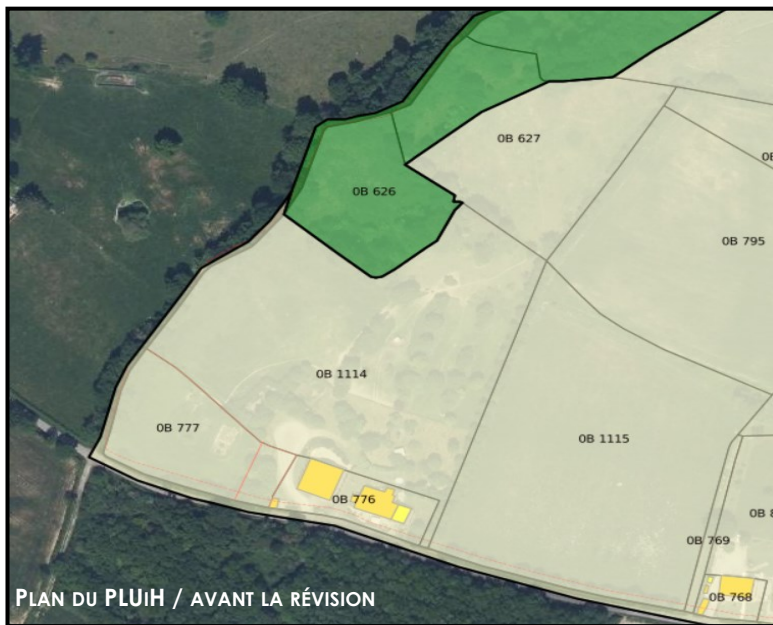 0B 627
0B 626
0B 795
0B 1114
0B 777
0B 1115
0B 776
0B 769
0B 768
PLAN DU PLUIH / AVANT LA RÉVISION